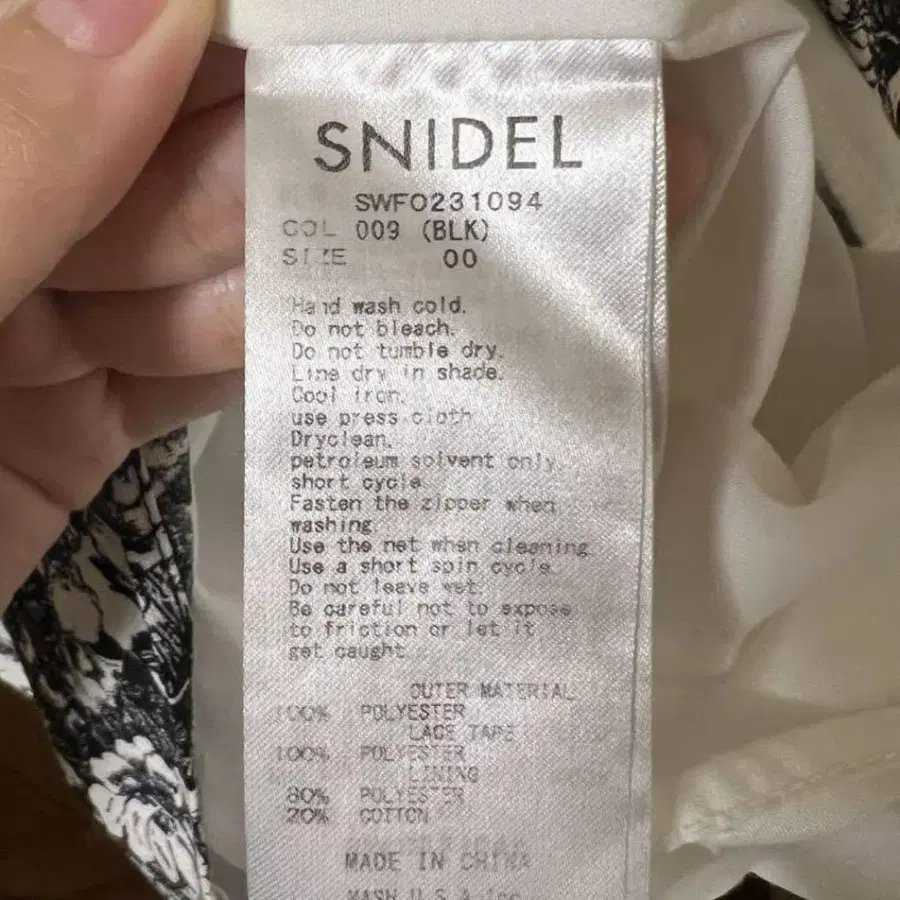 SNIDEL
SWFO231094
COL 009 (BLK)
SIZE 00
Hand wash cold.
Do not bleach.
Do not tumble dry.
Line dry in shade.
Cool iron.
use press cloth
Dryclean.
petroleum solvent only.
short cycle
Fasten the zipper when
washing
Use the net when cleaning.
Use a short spin cycle.
Do not leave wet.
Be careful not to expose
to friction or let it
get caught.
OUTER MATERIAL
100% POLYESTER
LACE TAPE
100% POLYESTER
LINING
80% POLYESTER
20% COTTON
MADE IN CHINA
MASH U.S.A.inc